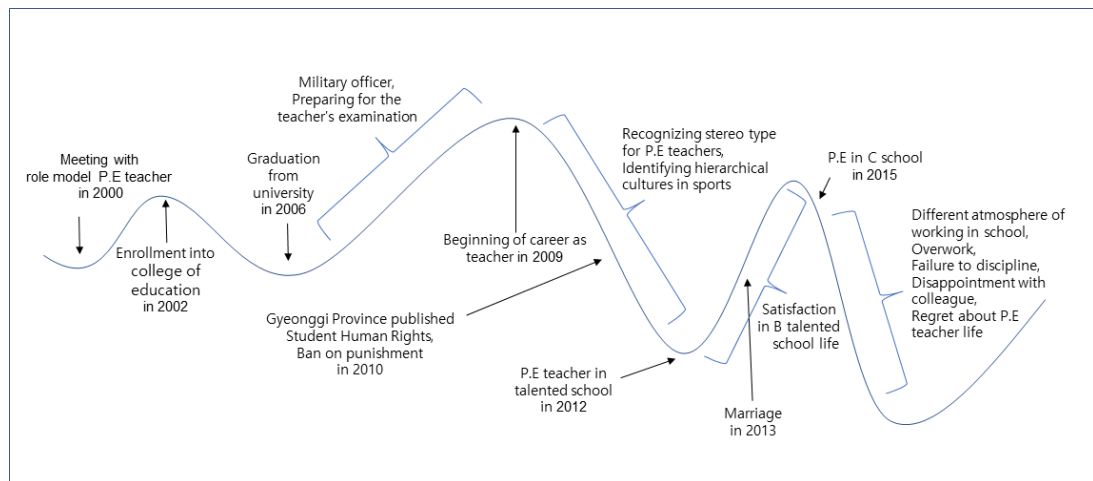 Meeting with
role model P.E teacher
in 2000
Enrollment into
college of
education
in 2002
Graduation
from
university
in 2006
Military officer,
Preparing for the
teacher's examination
Beginning of career as
teacher in 2009
Gyeonggi Province published
Student Human Rights,
Ban on punishment
in 2010
Recognizing stereo type
for P.E teachers,
Identifying hierarchical
cultures in sports
P.E teacher in
talented school
in 2012
Marriage
in 2013
Satisfaction
in B talented
school life
P.E in C school
in 2015
Different atmosphere of
working in school,
Overwork,
Failure to discipline,
Disappointment with
colleague,
Regret about P.E
teacher life